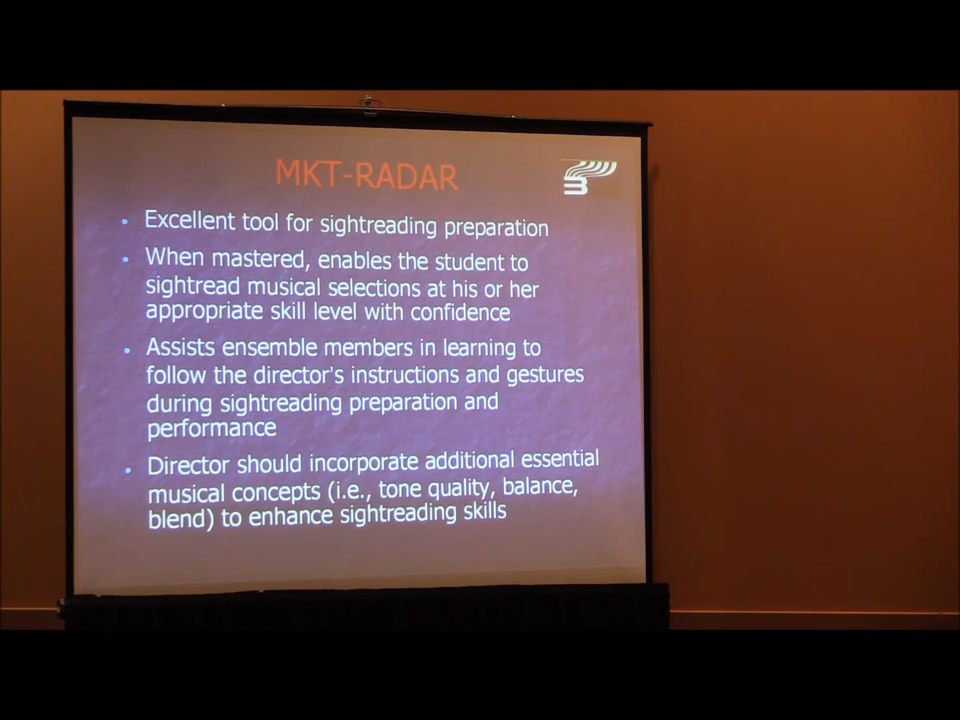 MKT-RADAR
• Excellent tool for sightreading preparation
• When mastered, enables the student to
sightread musical selections at his or her
appropriate skill level with confidence
• Assists ensemble members in learning to
follow the director's instructions and gestures
during sightreading preparation and
performance
• Director should incorporate additional essential
musical concepts (i.e., tone quality, balance,
blend) to enhance sightreading skills